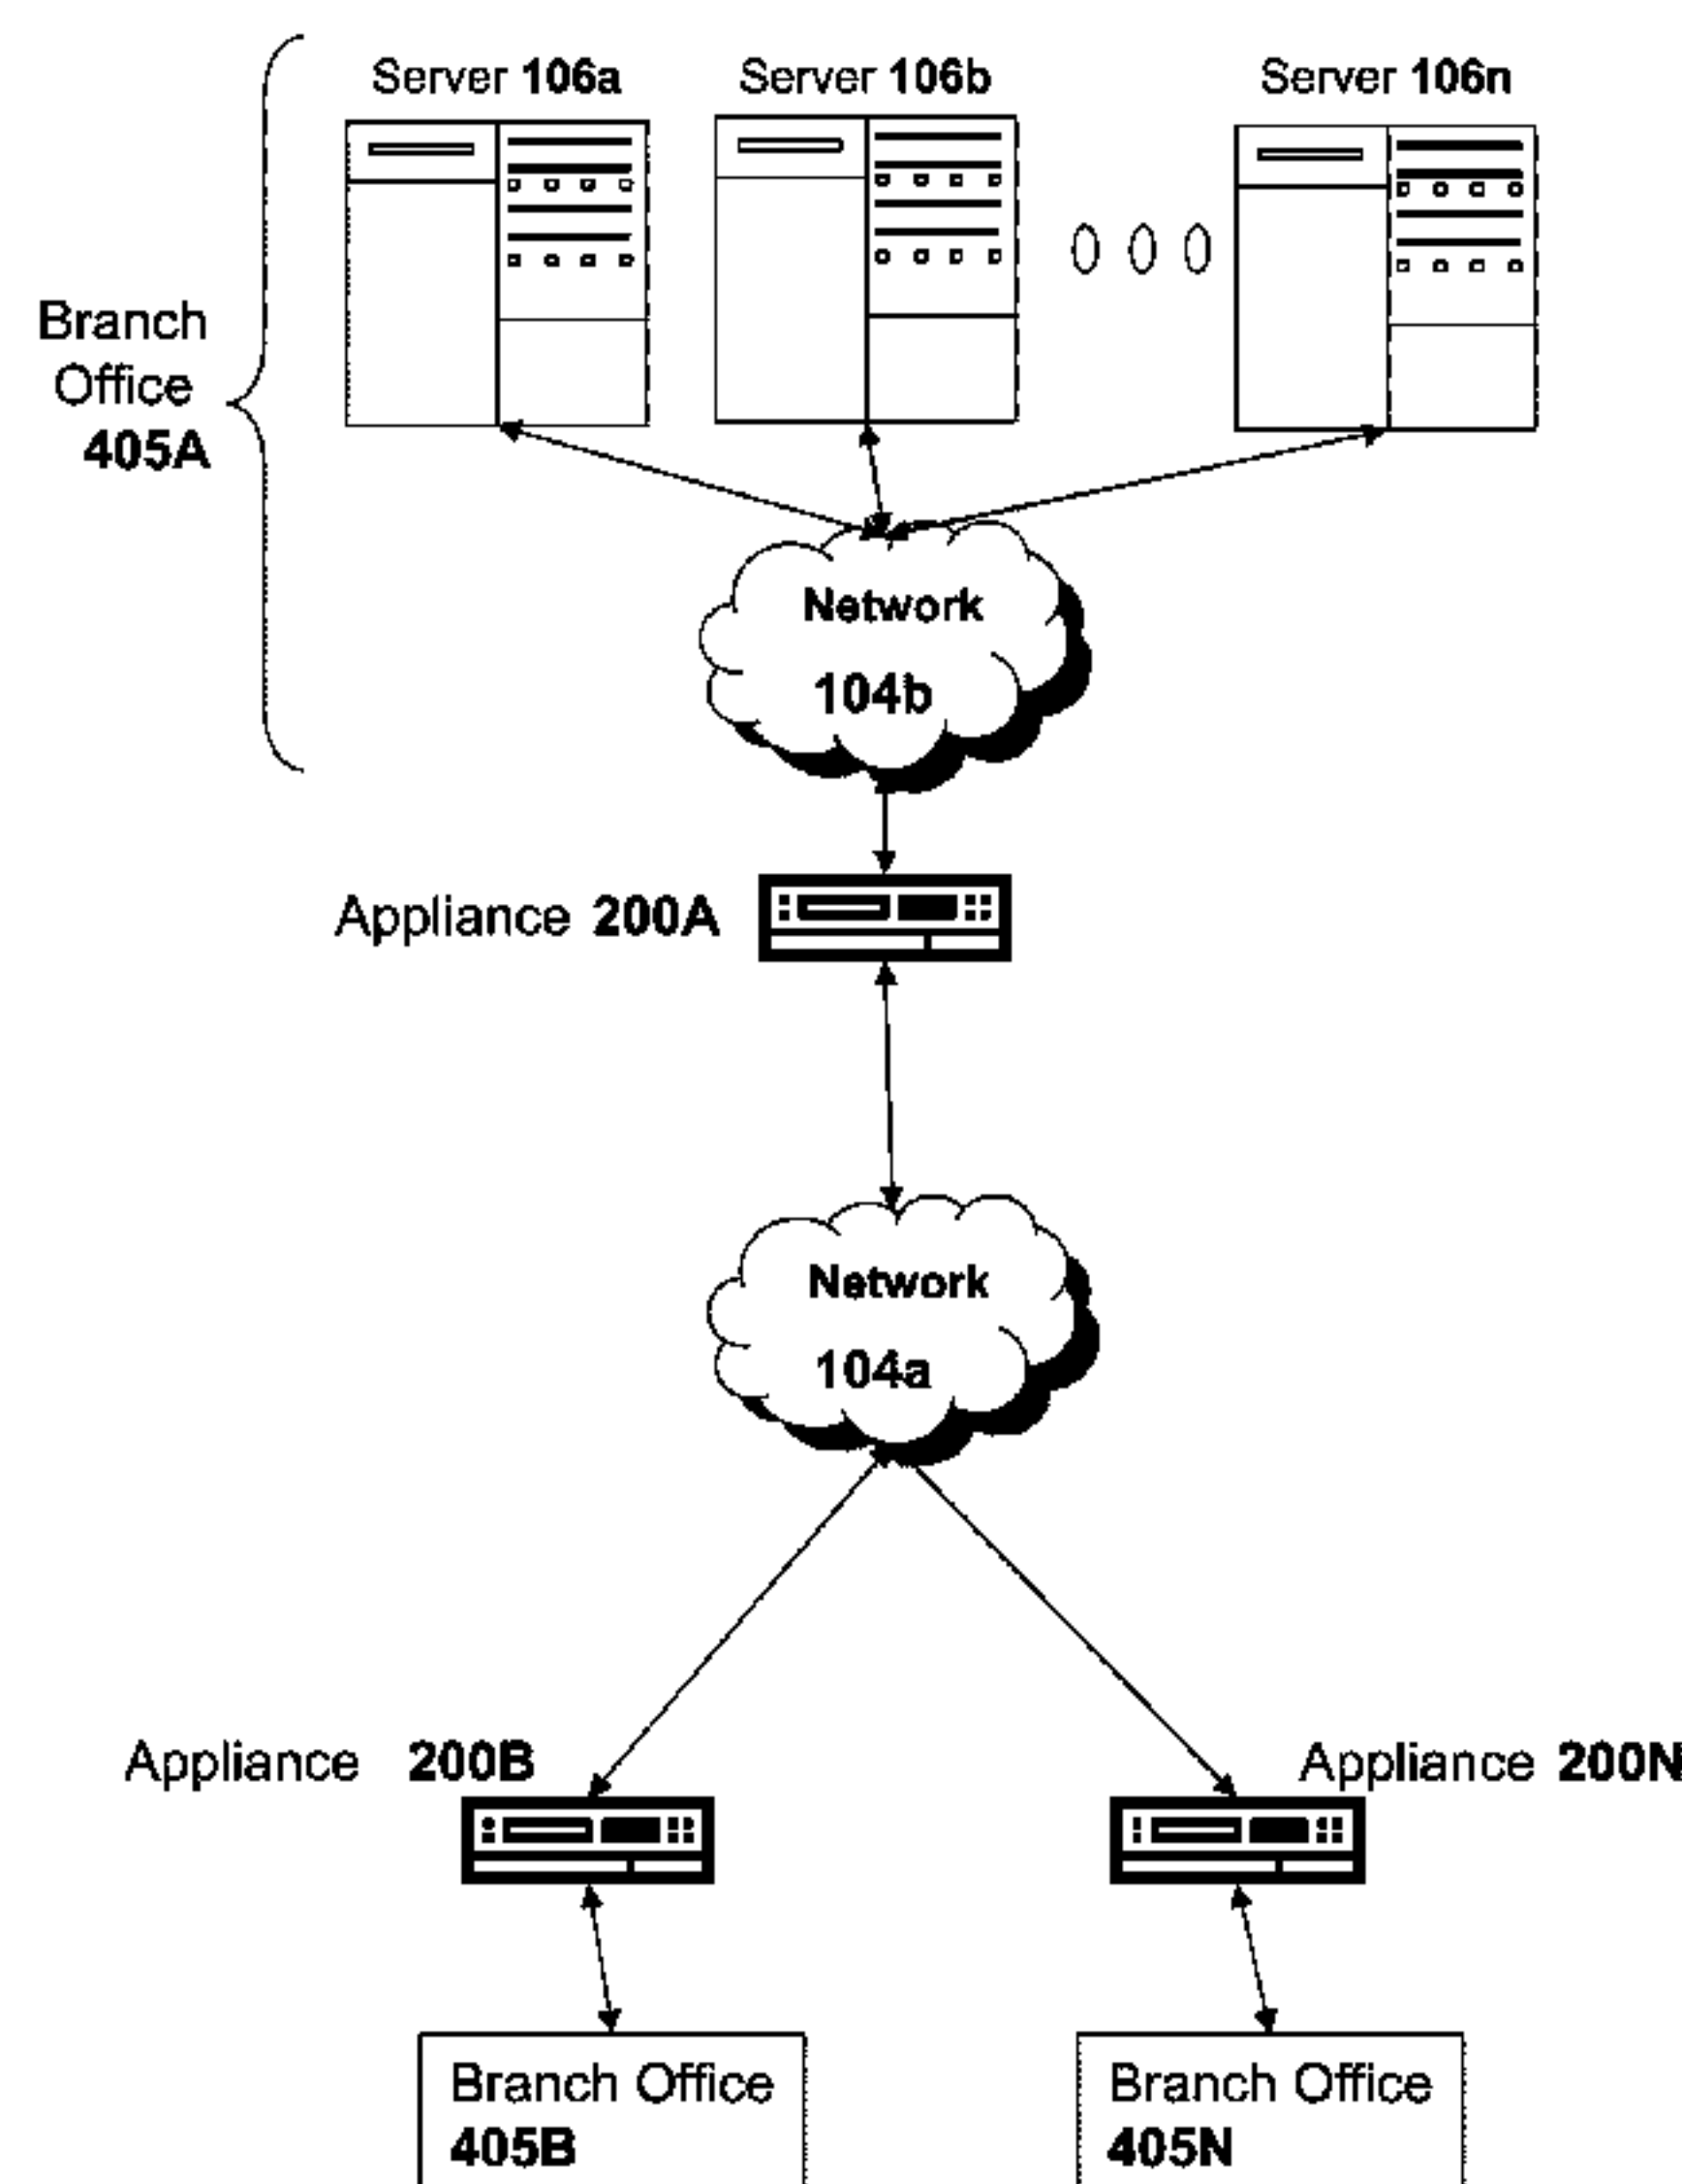 Server 106a
Server 106b
Server 106n
Branch
Office
405A
Network
104b
Appliance 200A
Network
104a
Appliance 200B
Appliance 200N
Branch Office
405B
Branch Office
405N